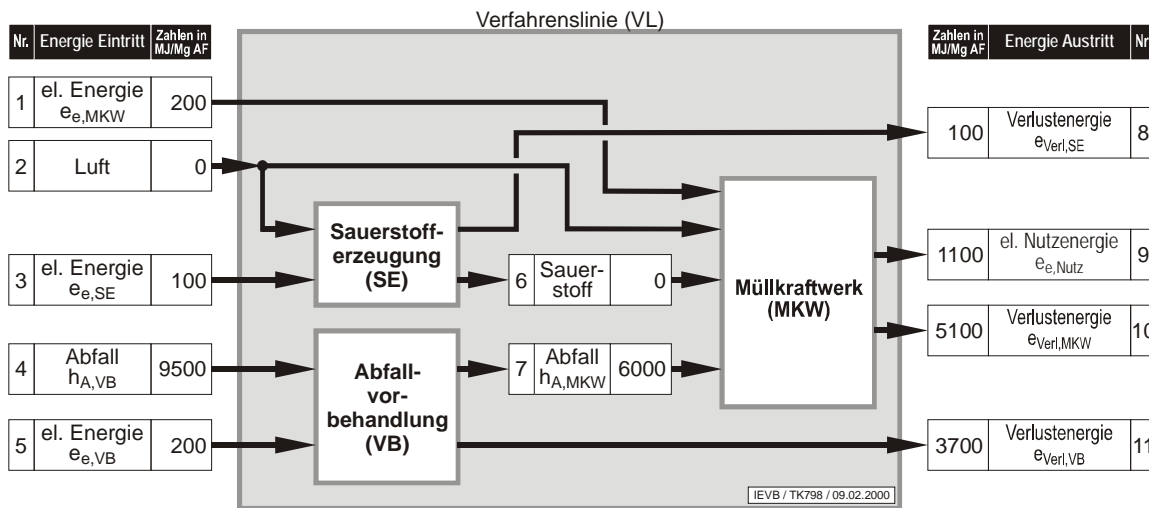 Verfahrenslinie (VL)
Nr. Energie Eintritt Zahlen in MJ/Mg AF
Zahlen in MJ/Mg AF Energie Austritt Nr
1 el. Energie e_e,MKW 200
2 Luft 0
3 el. Energie e_e,SE 100
4 Abfall h_A,VB 9500
5 el. Energie e_e,VB 200
Sauerstoff-
erzeugung
(SE)
6 Sauer-
stoff 0
Abfall-
vor-
behandlung
(VB)
7 Abfall h_A,MKW 6000
Müllkraftwerk
(MKW)
100 Verlustenergie e_Verl,SE 8
1100 el. Nutzenergie e_e,Nutz 9
5100 Verlustenergie e_Verl,MKW 10
3700 Verlustenergie e_Verl,VB 11
IEVB / TK798 / 09.02.2000